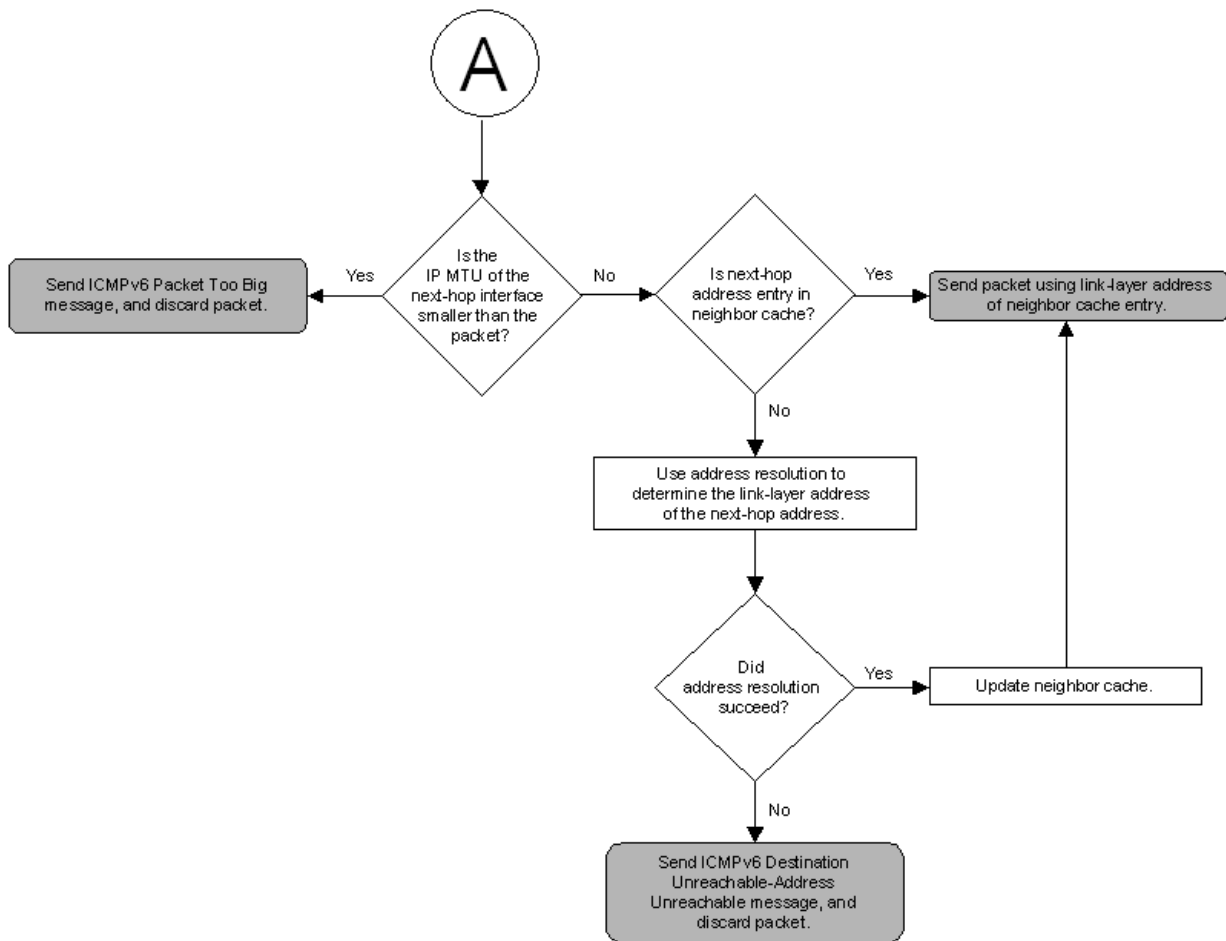 A
Is the
IP MTU of the
next-hop interface
smaller than the
packet?
Yes
Send ICMPv6 Packet Too Big
message, and discard packet.
No
Is next-hop
address entry in
neighbor cache?
Yes
Send packet using link-layer address
of neighbor cache entry.
No
Use address resolution to
determine the link-layer address
of the next-hop address.
Did
address resolution
succeed?
Yes
Update neighbor cache.
No
Send ICMPv6 Destination
Unreachable-Address
Unreachable message, and
discard packet.